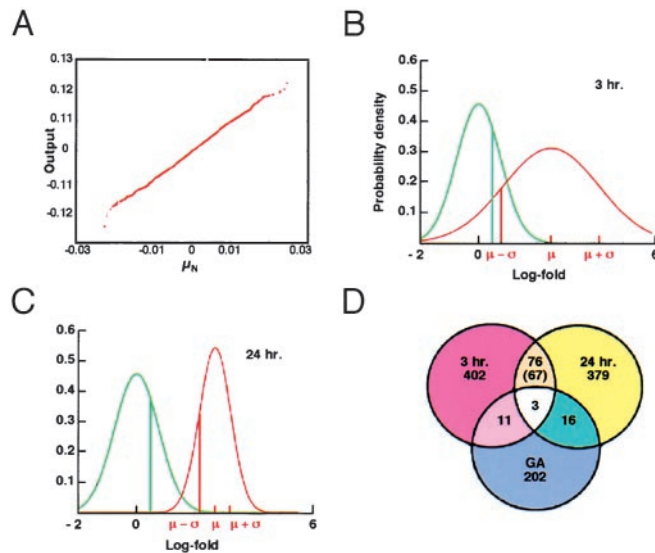 A
Output
0.13
0.12
0.11
0
-0.11
-0.12
-0.03
-0.01
0.01
0.03
μN
B
Probability density
0.6
0.5
0.4
0.3
0.2
0.1
3 hr.
-2
0
μ-σ
μ
μ+σ
6
Log-fold
C
0.6
0.5
0.4
0.3
0.2
0.1
24 hr.
-2
0
μ-σ
μ
μ+σ
6
Log-fold
D
3 hr.
402
76
(67)
24 hr.
379
3
11
16
GA
202